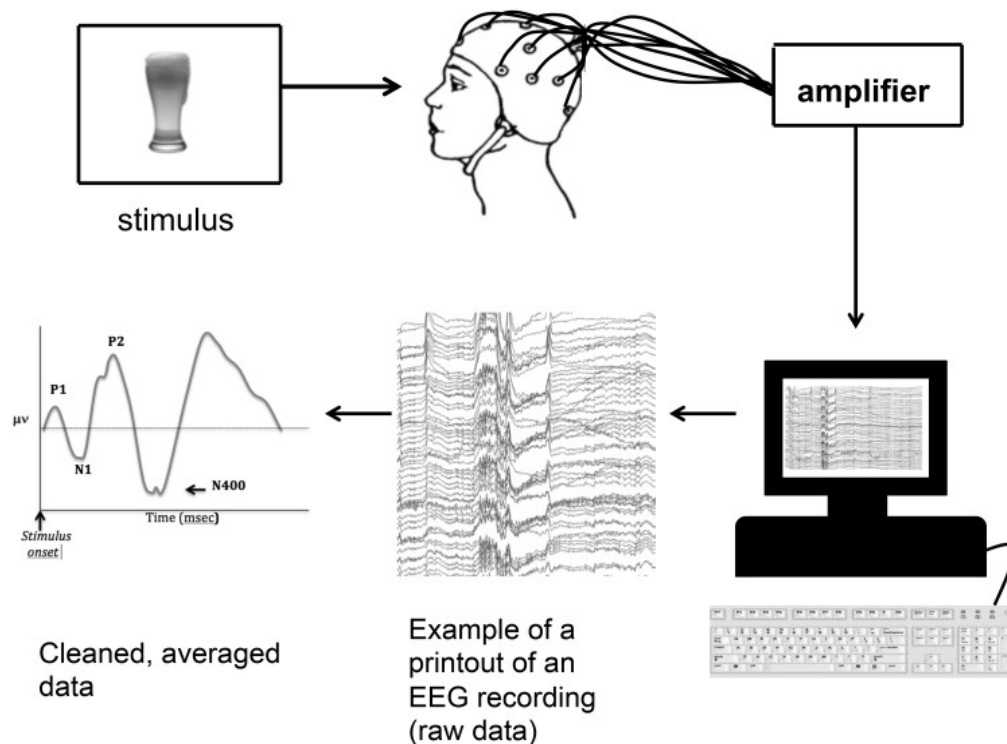 amplifier
stimulus
P2
P1
μv
N1
N400
Time (msec)
Stimulus
onset
Cleaned, averaged
data
Example of a
printout of an
EEG recording
(raw data)